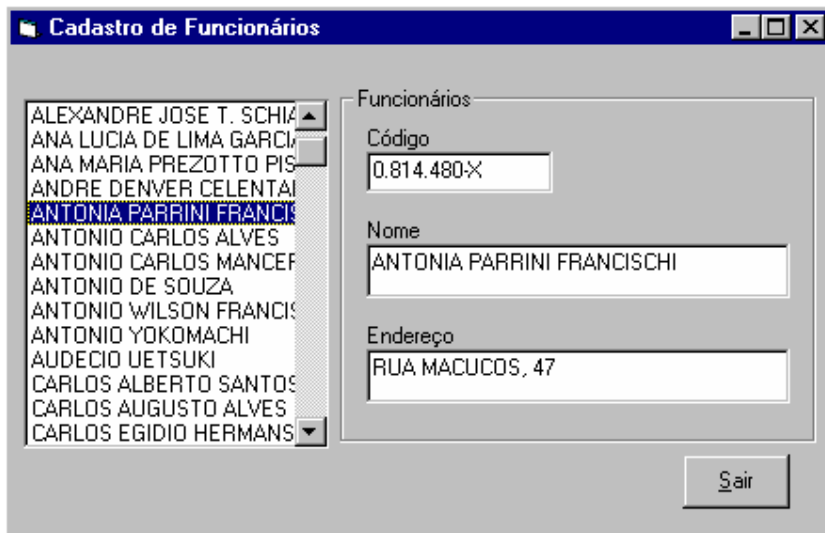 Cadastro de Funcionários
ALEXANDRE JOSE T. SCHIA
ANA LUCIA DE LIMA GARCIA
ANA MARIA PREZOTTO PIS
ANDRE DENVER CELENTA
ANTONIA PARRINI FRANCIS
ANTONIO CARLOS ALVES
ANTONIO CARLOS MANCER
ANTONIO DE SOUZA
ANTONIO WILSON FRANCIS
ANTONIO YOKOMACHI
AUDECIO UETSUKI
CARLOS ALBERTO SANTOS
CARLOS AUGUSTO ALVES
CARLOS EGIDIO HERMANS
Funcionários
Código
0.814.480-X
Nome
ANTONIA PARRINI FRANCISCHI
Endereço
RUA MACUCOS, 47
Sair